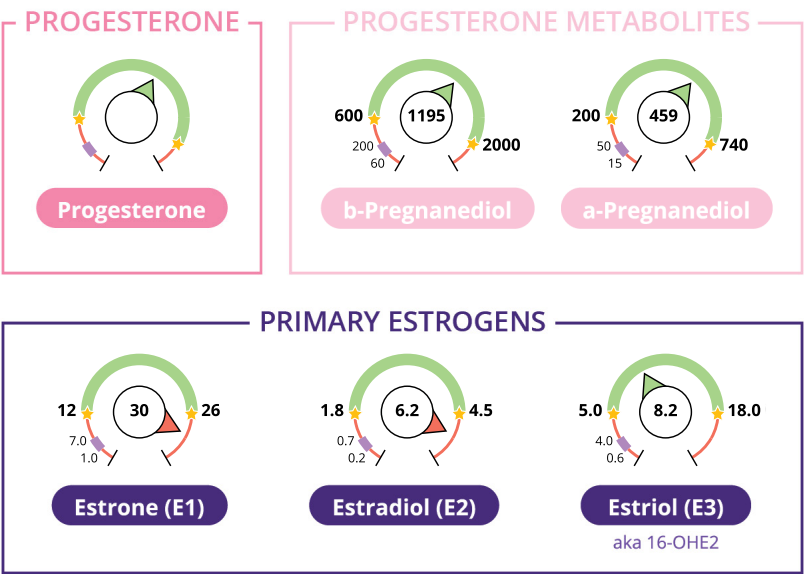 PROGESTERONE
Progesterone
PROGESTERONE METABOLITES
600
1195
2000
200
60
b-Pregnanediol
200
459
740
50
15
a-Pregnanediol
PRIMARY ESTROGENS
12
30
26
7.0
1.0
Estrone (E1)
1.8
6.2
4.5
0.7
0.2
Estradiol (E2)
5.0
8.2
18.0
4.0
0.6
Estriol (E3)
aka 16-OHE2